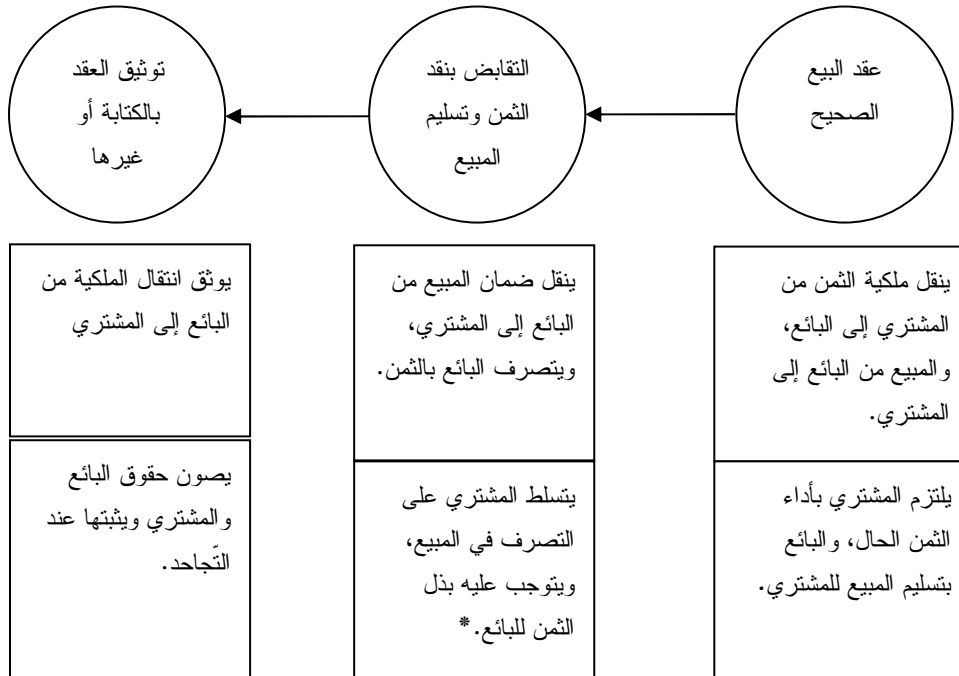 عقد البيع
الصحيح
التقابض بنقد
الثمن وتسليم
المبيع
توثيق العقد
بالكتابة أو
غيرها
ينقل ملكية الثمن من
المشتري إلى البائع،
والمبيع من البائع إلى
المشتري.
يلتزم المشتري بأداء
الثمن الحال، والبائع
بتسليم المبيع للمشتري.
ينقل ضمان المبيع من
البائع إلى المشتري،
ويتصرف البائع بالثمن.
يتسلط المشتري على
التصرف في المبيع،
ويتوجب عليه بذل
الثمن للبائع.*
يوثق انتقال الملكية من
البائع إلى المشتري
يصون حقوق البائع
والمشتري ويثبتها عند
التّجاحد.